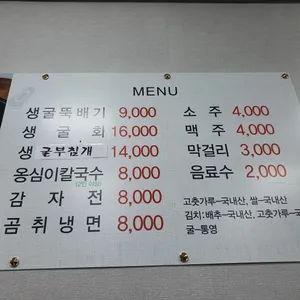 MENU
생굴뚝배기 9,000
생굴회 16,000
생굴부침개 14,000
옹심이칼국수 8,000
(2인 이상)
감자전 8,000
곰취냉면 8,000
소주 4,000
맥주 4,000
막걸리 3,000
음료수 2,000
고춧가루-국내산, 쌀-국내산
김치:배추-국내산, 고춧가루-국
굴-통영